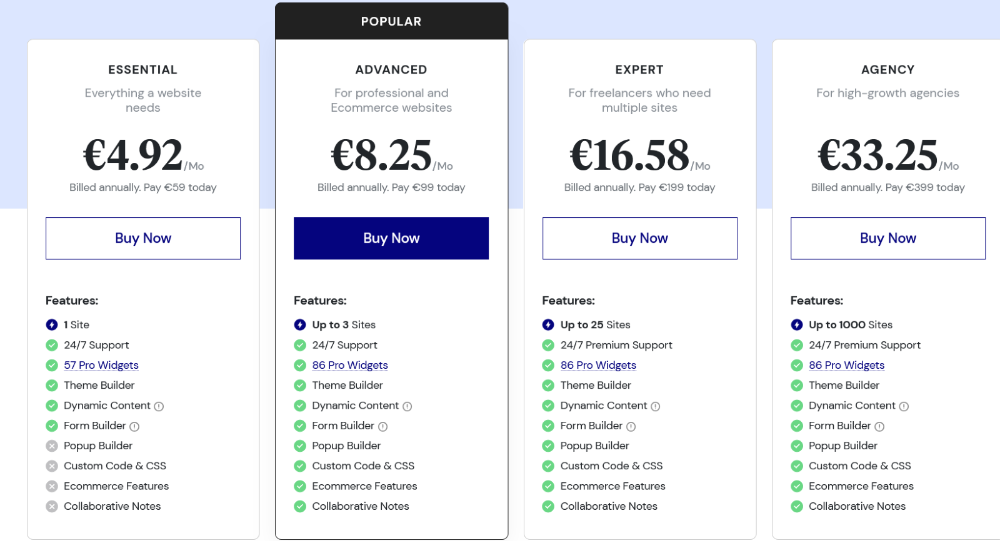 POPULAR
ESSENTIAL
Everything a website
needs
€4.92/Mo
Billed annually. Pay €59 today
Buy Now
Features:
1 Site
24/7 Support
57 Pro Widgets
Theme Builder
Dynamic Content
Form Builder
Popup Builder
Custom Code & CSS
Ecommerce Features
Collaborative Notes
ADVANCED
For professional and
Ecommerce websites
€8.25/Mo
Billed annually. Pay €99 today
Buy Now
Features:
Up to 3 Sites
24/7 Support
86 Pro Widgets
Theme Builder
Dynamic Content
Form Builder
Popup Builder
Custom Code & CSS
Ecommerce Features
Collaborative Notes
EXPERT
For freelancers who need
multiple sites
€16.58/Mo
Billed annually. Pay €199 today
Buy Now
Features:
Up to 25 Sites
24/7 Premium Support
86 Pro Widgets
Theme Builder
Dynamic Content
Form Builder
Popup Builder
Custom Code & CSS
Ecommerce Features
Collaborative Notes
AGENCY
For high-growth agencies
€33.25/Mo
Billed annually. Pay €399 today
Buy Now
Features:
Up to 1000 Sites
24/7 Premium Support
86 Pro Widgets
Theme Builder
Dynamic Content
Form Builder
Popup Builder
Custom Code & CSS
Ecommerce Features
Collaborative Notes